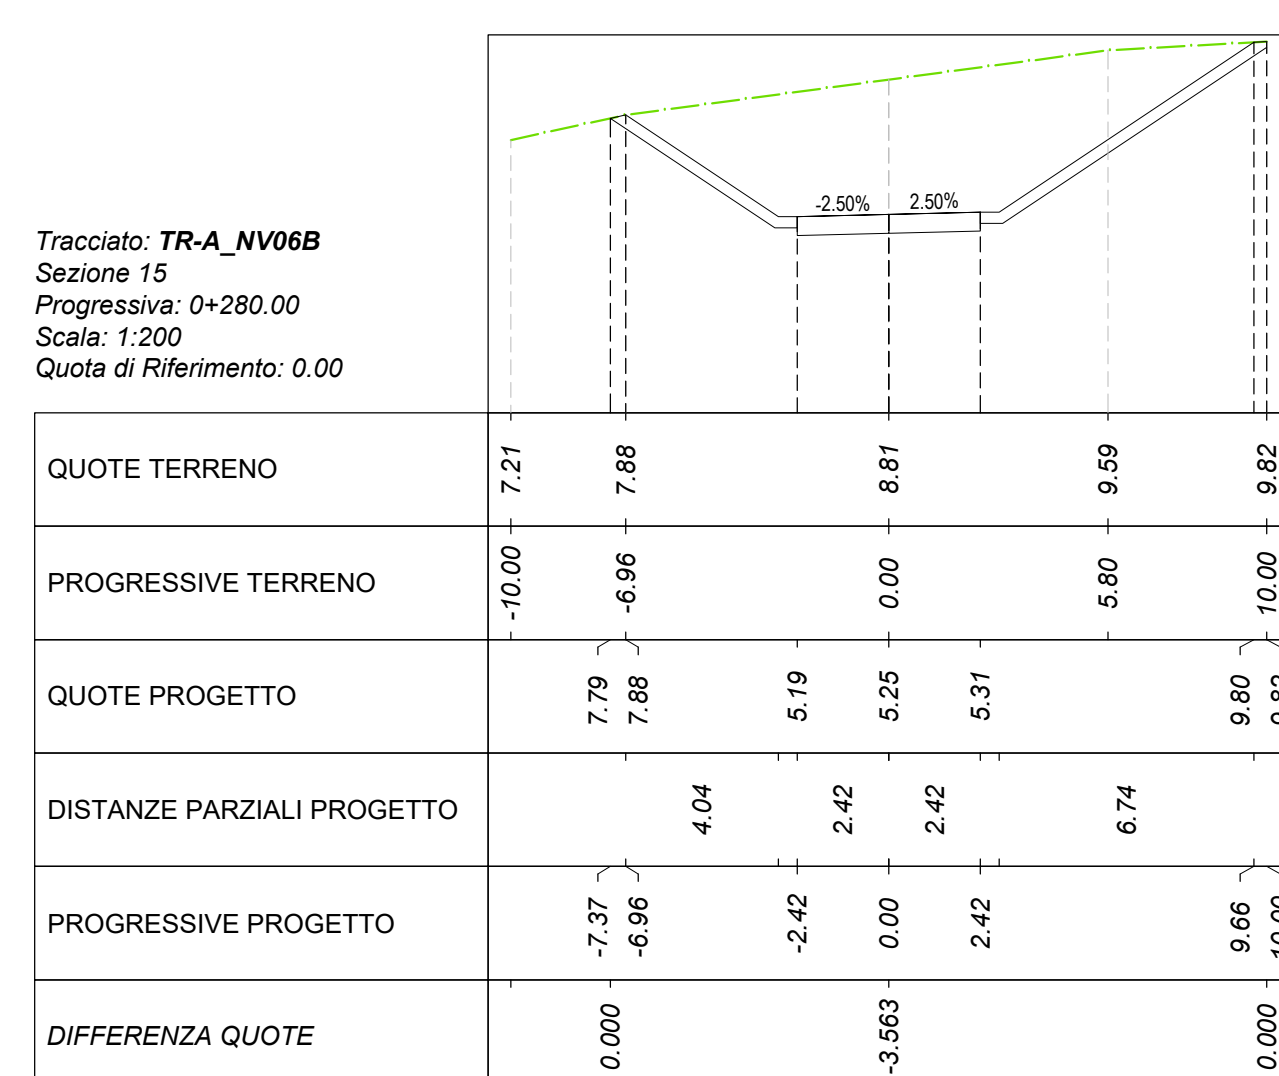 -2.50% 2.50%
Tracciato: TR-A_NV06B
Sezione 15
Progressiva: 0+280.00
Scala: 1:200
Quota di Riferimento: 0.00
QUOTE TERRENO 7.21 7.88 8.81 9.59 9.82
PROGRESSIVE TERRENO -10.00 -6.96 0.00 5.80 10.00
QUOTE PROGETTO 7.79 7.88 5.19 5.25 5.31 9.80
DISTANZE PARZIALI PROGETTO 4.04 2.42 2.42 6.74
PROGRESSIVE PROGETTO -7.37 -6.96 -2.42 0.00 2.42 9.66
DIFFERENZA QUOTE 0.000 -3.563 0.000